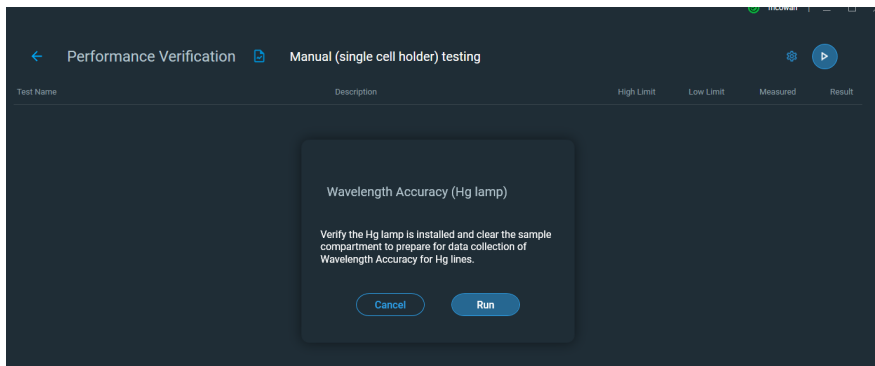 mcowan
Performance Verification Manual (single cell holder) testing
Test Name Description High Limit Low Limit Measured Result
Wavelength Accuracy (Hg lamp)
Verify the Hg lamp is installed and clear the sample
compartment to prepare for data collection of
Wavelength Accuracy for Hg lines.
Cancel Run